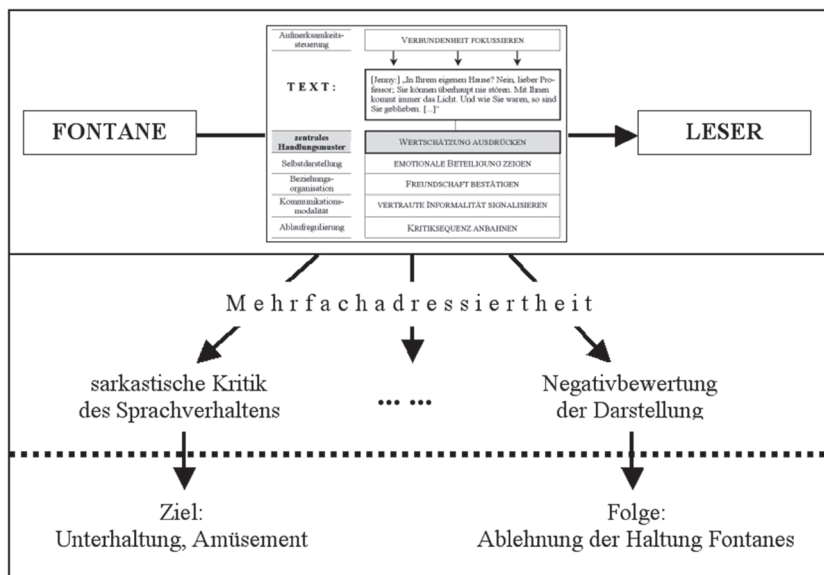 Aufmerksamkeits-
steuerung
VERBUNDENHEIT FOKUSSIEREN
TEXT:
[Jenny:] „In Ihrem eigenen Hause? Nein, lieber Pro-
fessor; Sie können überhaupt nie stören. Mit Ihnen
kommt immer das Licht. Und wie Sie waren, so sind
Sie geblieben. [...]“
FONTANE
LESER
zentrales
Handlungsmuster
WERTSCHÄTZUNG AUSDRÜCKEN
Selbstdarstellung
EMOTIONALE BETEILIGUNG ZEIGEN
Beziehungs-
organisation
FREUNDSCHAFT BESTÄTIGEN
Kommunikations-
modalität
VERTRAUTE INFORMALITÄT SIGNALISIEREN
Ablaufregulierung
KRITIKSEQUENZ ANBAHNEN
Mehrfachadressiertheit
sarkastische Kritik
des Sprachverhaltens
... ...
Negativbewertung
der Darstellung
Ziel:
Unterhaltung, Amüsement
Folge:
Ablehnung der Haltung Fontanes